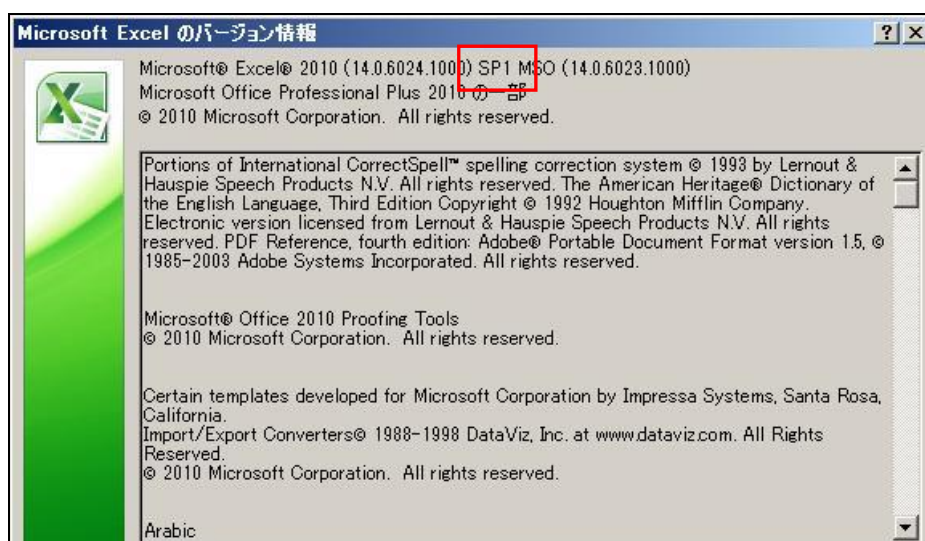 Microsoft Excel のバージョン情報
Microsoft® Excel® 2010 (14.0.6024.1000) SP1 MSO (14.0.6023.1000)
Microsoft Office Professional Plus 2010 の一部
© 2010 Microsoft Corporation. All rights reserved.
Portions of International CorrectSpell™ spelling correction system © 1993 by Lernout &
Hauspie Speech Products N.V. All rights reserved. The American Heritage® Dictionary of
the English Language, Third Edition Copyright © 1992 Houghton Mifflin Company.
Electronic version licensed from Lernout & Hauspie Speech Products N.V. All rights
reserved. PDF Reference, fourth edition: Adobe® Portable Document Format version 1.5, ©
1985-2003 Adobe Systems Incorporated. All rights reserved.
Microsoft® Office 2010 Proofing Tools
© 2010 Microsoft Corporation. All rights reserved.
Certain templates developed for Microsoft Corporation by Impressa Systems, Santa Rosa,
California.
Import/Export Converters© 1988-1998 DataViz, Inc. at www.dataviz.com. All Rights
Reserved.
© 2010 Microsoft Corporation. All rights reserved.
Arabic